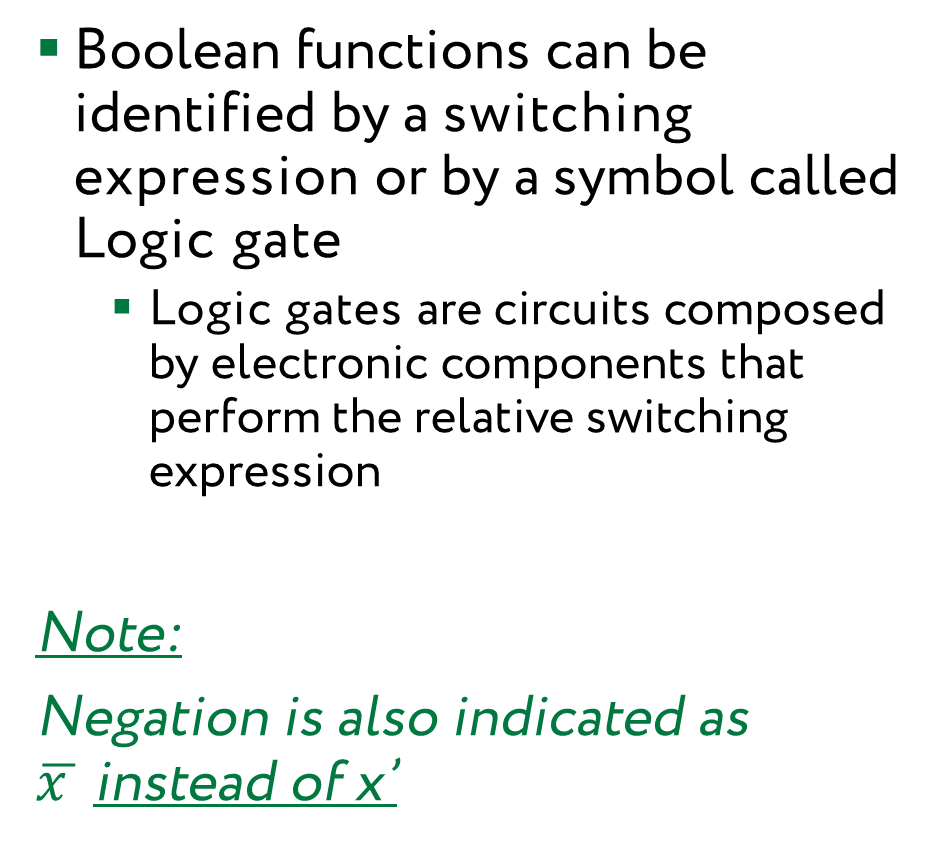 ▪ Boolean functions can be
identified by a switching
expression or by a symbol called
Logic gate
▪ Logic gates are circuits composed
by electronic components that
perform the relative switching
expression
Note:
Negation is also indicated as
x̅ instead of x’